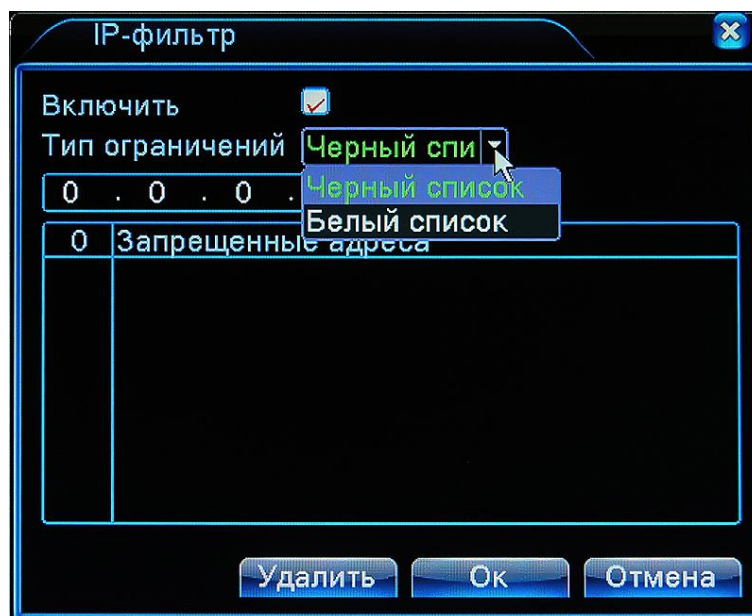 IP-фильтр
Включить
Тип ограничений Черный спи
0 . 0 . 0 .
Черный список
Белый список
0 Запрещенные адреса
Удалить Ок Отмена